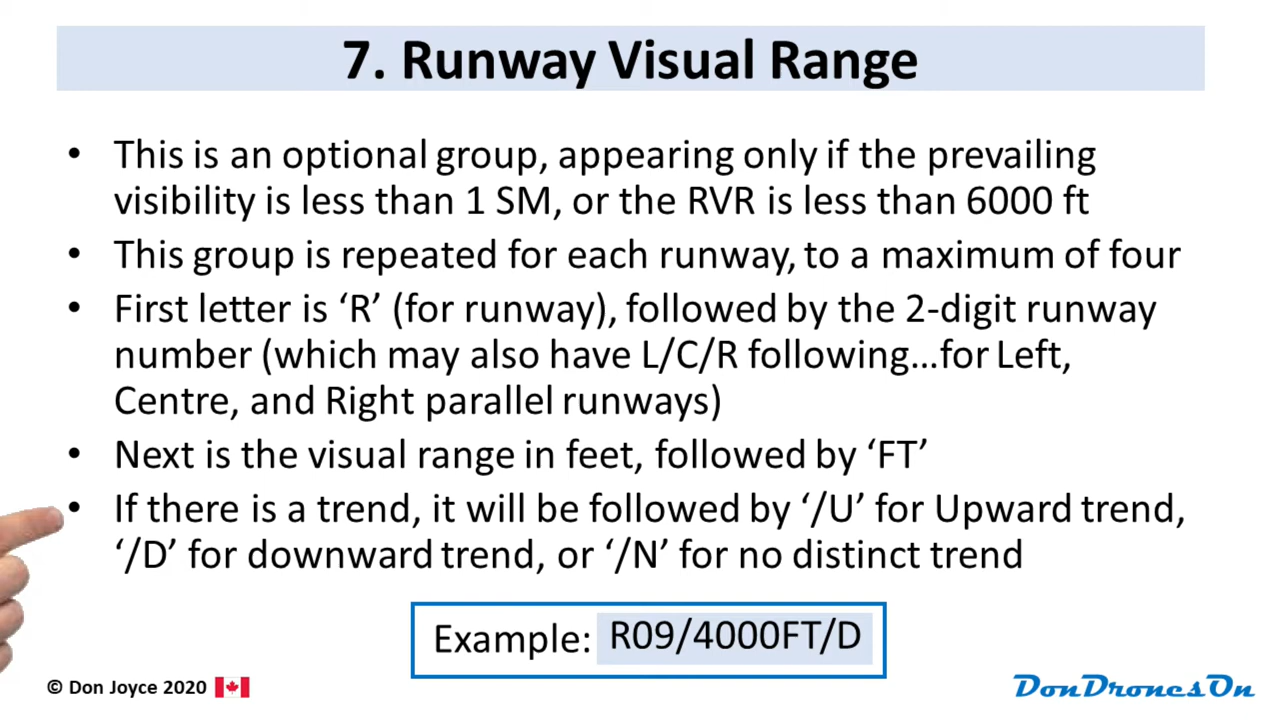 7. Runway Visual Range
• This is an optional group, appearing only if the prevailing
visibility is less than 1 SM, or the RVR is less than 6000 ft
• This group is repeated for each runway, to a maximum of four
• First letter is ‘R’ (for runway), followed by the 2-digit runway
number (which may also have L/C/R following...for Left,
Centre, and Right parallel runways)
• Next is the visual range in feet, followed by ‘FT’
• If there is a trend, it will be followed by ‘/U’ for Upward trend,
‘/D’ for downward trend, or ‘/N’ for no distinct trend
Example: R09/4000FT/D
© Don Joyce 2020
DonDronesOn